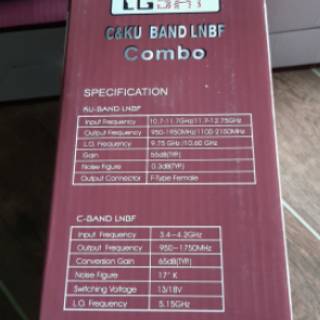 C&KU BAND LNBF
Combo
SPECIFICATION
KU-BAND LNBF
Input Frequency 10.7-11.7GHz/11.7-12.75GHz
Output Frequency 950-1950MHz/1100-2150MHz
L.O. Frequency 9.75 GHz/10.60 GHz
Gain 55dB(TYP.)
Noise Figure 0.3dB(TYP.)
Output Connector F-Type Female
C-BAND LNBF
Input Frequency 3.4-4.2GHz
Output Frequency 950-1750MHz
Conversion Gain 65dB(TYP.)
Noise Figure 17° K
Switching Voltage 13/18V
L.O. Frequency 5.15GHz